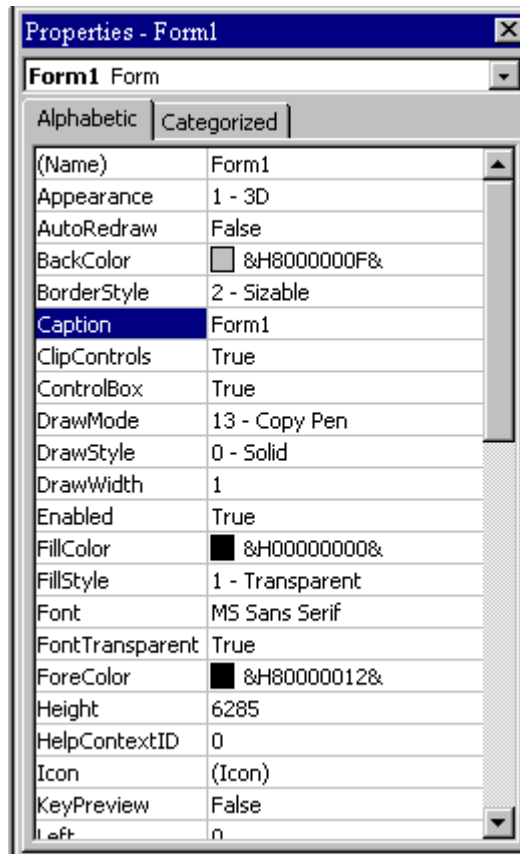 Properties - Form1
Form1 Form
Alphabetic Categorized
(Name) Form1
Appearance 1 - 3D
AutoRedraw False
BackColor &H8000000F&
BorderStyle 2 - Sizable
Caption Form1
ClipControls True
ControlBox True
DrawMode 13 - Copy Pen
DrawStyle 0 - Solid
DrawWidth 1
Enabled True
FillColor &H00000000&
FillStyle 1 - Transparent
Font MS Sans Serif
FontTransparent True
ForeColor &H80000012&
Height 6285
HelpContextID 0
Icon (Icon)
KeyPreview False
Left 0